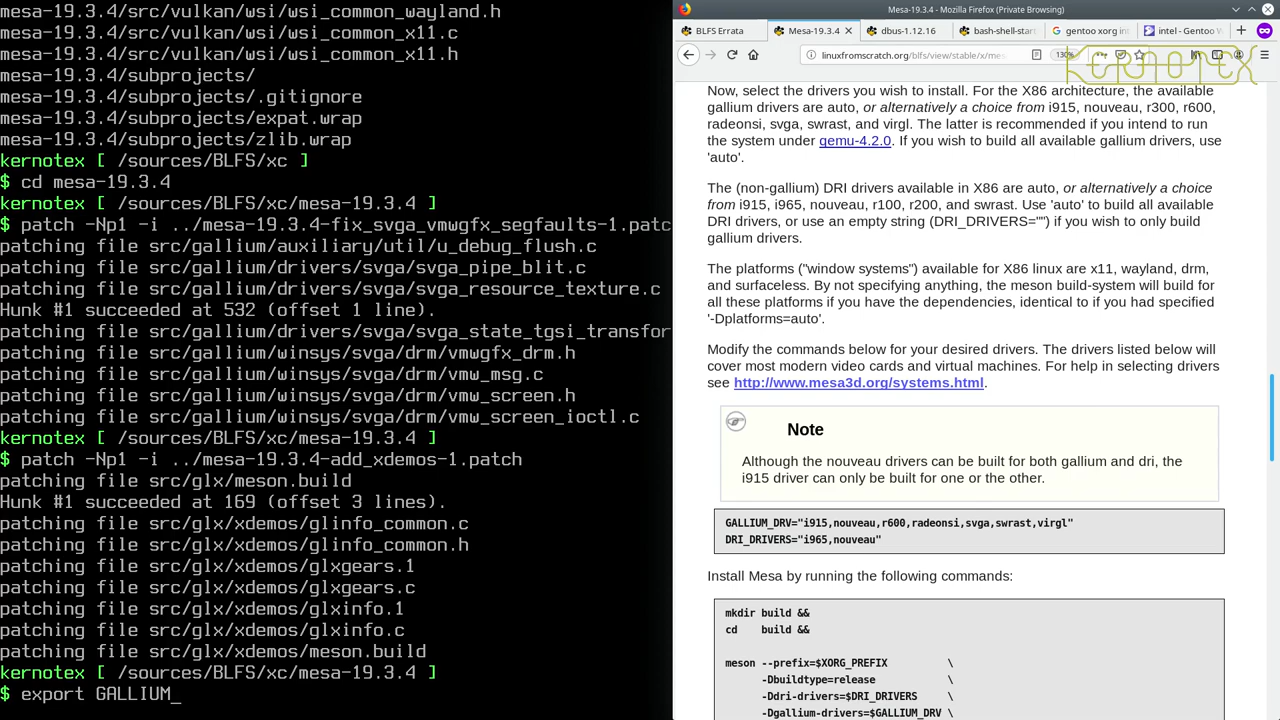 mesa-19.3.4/src/vulkan/wsi/wsi_common_wayland.h
mesa-19.3.4/src/vulkan/wsi/wsi_common_x11.c
mesa-19.3.4/src/vulkan/wsi/wsi_common_x11.h
mesa-19.3.4/subprojects/
mesa-19.3.4/subprojects/.gitignore
mesa-19.3.4/subprojects/expat.wrap
mesa-19.3.4/subprojects/zlib.wrap
kernotex [ /sources/BLFS/xc ]
$ cd mesa-19.3.4
kernotex [ /sources/BLFS/xc/mesa-19.3.4 ]
$ patch -Np1 -i ../mesa-19.3.4-fix_svga_vmwgfx_segfaults-1.patc
patching file src/gallium/auxiliary/util/u_debug_flush.c
patching file src/gallium/drivers/svga/svga_pipe_blit.c
patching file src/gallium/drivers/svga/svga_resource_texture.c
Hunk #1 succeeded at 532 (offset 1 line).
patching file src/gallium/drivers/svga/svga_state_tgsi_transfor
patching file src/gallium/winsys/svga/drm/vmwgfx_drm.h
patching file src/gallium/winsys/svga/drm/vmw_msg.c
patching file src/gallium/winsys/svga/drm/vmw_screen.h
patching file src/gallium/winsys/svga/drm/vmw_screen_ioctl.c
kernotex [ /sources/BLFS/xc/mesa-19.3.4 ]
$ patch -Np1 -i ../mesa-19.3.4-add_xdemos-1.patch
patching file src/glx/meson.build
Hunk #1 succeeded at 169 (offset 3 lines).
patching file src/glx/xdemos/glinfo_common.c
patching file src/glx/xdemos/glinfo_common.h
patching file src/glx/xdemos/glxgears.1
patching file src/glx/xdemos/glxgears.c
patching file src/glx/xdemos/glxinfo.1
patching file src/glx/xdemos/glxinfo.c
patching file src/glx/xdemos/meson.build
kernotex [ /sources/BLFS/xc/mesa-19.3.4 ]
$ export GALLIUM_
Mesa-19.3.4 - Mozilla Firefox (Private Browsing)
BLFS Errata
Mesa-19.3.4
dbus-1.12.16
bash-shell-start
gentoo xorg int
intel - Gentoo W
linuxfromscratch.org/blfs/view/stable/x/mes
130%
KERNOTEX
Now, select the drivers you wish to install. For the X86 architecture, the available
gallium drivers are auto, or alternatively a choice from i915, nouveau, r300, r600,
radeonsi, svga, swrast, and virgl. The latter is recommended if you intend to run
the system under qemu-4.2.0. If you wish to build all available gallium drivers, use
'auto'.
The (non-gallium) DRI drivers available in X86 are auto, or alternatively a choice
from i915, i965, nouveau, r100, r200, and swrast. Use 'auto' to build all available
DRI drivers, or use an empty string (DRI_DRIVERS="") if you wish to only build
gallium drivers.
The platforms ("window systems") available for X86 linux are x11, wayland, drm,
and surfaceless. By not specifying anything, the meson build-system will build for
all these platforms if you have the dependencies, identical to if you had specified
'-Dplatforms=auto'.
Modify the commands below for your desired drivers. The drivers listed below will
cover most modern video cards and virtual machines. For help in selecting drivers
see http://www.mesa3d.org/systems.html.
Note
Although the nouveau drivers can be built for both gallium and dri, the
i915 driver can only be built for one or the other.
GALLIUM_DRV="i915,nouveau,r600,radeonsi,svga,swrast,virgl"
DRI_DRIVERS="i965,nouveau"
Install Mesa by running the following commands:
mkdir build &&
cd    build &&
meson --prefix=$XORG_PREFIX          \
      -Dbuildtype=release            \
      -Ddri-drivers=$DRI_DRIVERS     \
      -Dgallium-drivers=$GALLIUM_DRV \